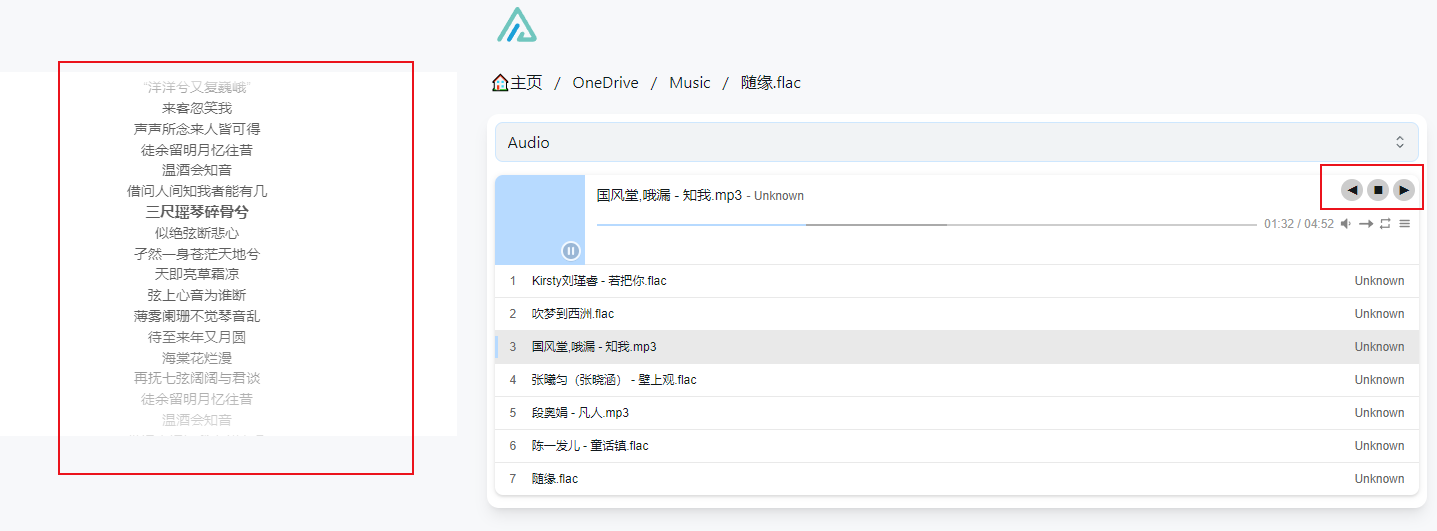 “洋洋兮又复巍峨”
来客忽笑我
声声所念来人皆可得
徒余留明月忆往昔
温酒会知音
借问人间知我者能有几
三尺瑶琴碎骨兮
似绝弦断悲心
孑然一身苍茫天地兮
天即亮草霜凉
弦上心音为谁断
薄雾阑珊不觉琴音乱
待至来年又月圆
海棠花烂漫
再抚七弦阔阔与君谈
徒余留明月忆往昔
温酒会知音
主页 / OneDrive / Music / 随缘.flac
Audio
国风堂,哦漏 - 知我.mp3 - Unknown
01:32 / 04:52
1 Kirsty刘瑾睿 - 若把你.flac Unknown
2 吹梦到西洲.flac Unknown
3 国风堂,哦漏 - 知我.mp3 Unknown
4 张曦匀（张晓涵） - 壁上观.flac Unknown
5 段奥娟 - 凡人.mp3 Unknown
6 陈一发儿 - 童话镇.flac Unknown
7 随缘.flac Unknown